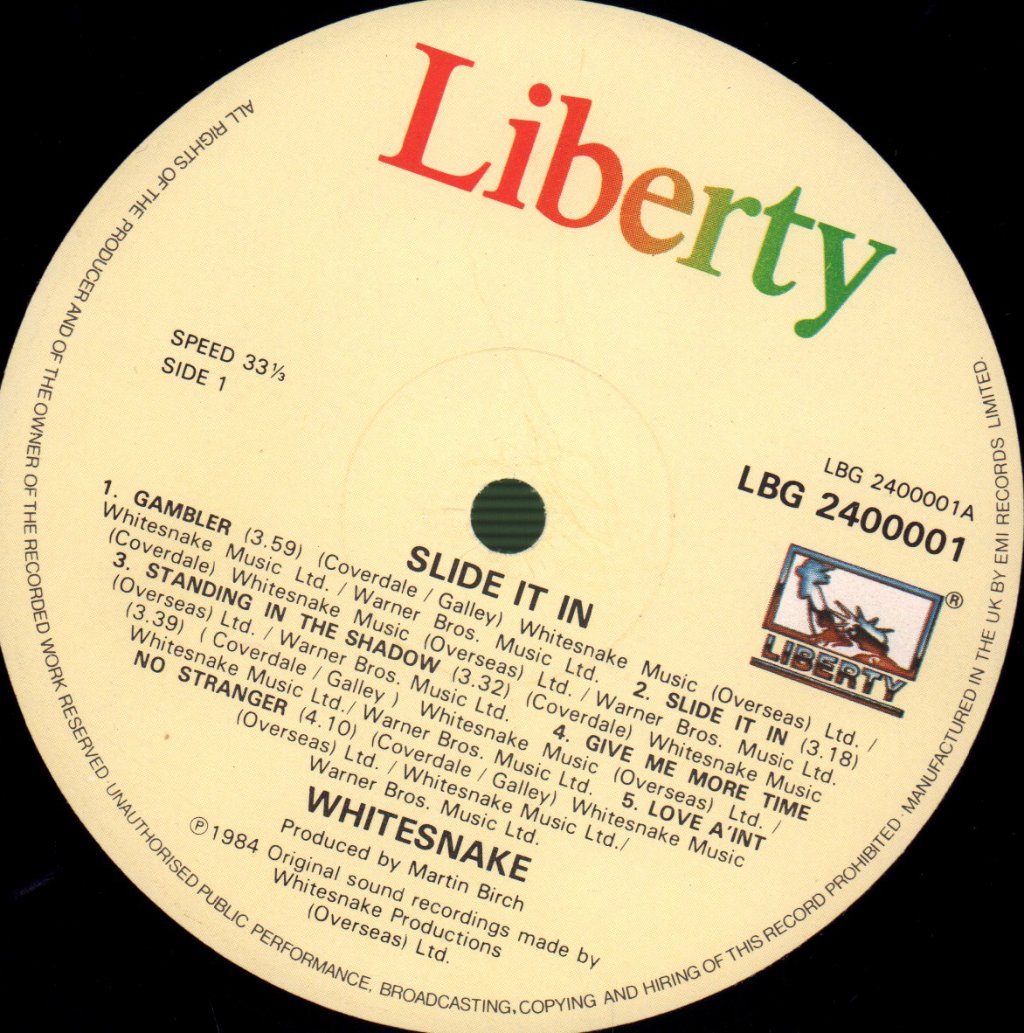 Liberty
SPEED 33⅓
SIDE 1
LBG 2400001A
LBG 2400001
SLIDE IT IN
1. GAMBLER (3.59) (Coverdale / Galley) Whitesnake Music (Overseas) Ltd. /
Whitesnake Music Ltd. / Warner Bros. Music Ltd. 2. SLIDE IT IN (3.18)
(Coverdale) Whitesnake Music (Overseas) Ltd. / Warner Bros. Music Ltd.
3. STANDING IN THE SHADOW (3.32) (Coverdale) Whitesnake Music
(Overseas) Ltd. / Warner Bros. Music Ltd. 4. GIVE ME MORE TIME
(3.39) ( Coverdale / Galley ) Whitesnake Music (Overseas) Ltd. /
Whitesnake Music Ltd./ Warner Bros. Music Ltd. 5. LOVE A'INT
NO STRANGER (4.10) (Coverdale / Galley) Whitesnake Music
(Overseas) Ltd. / Whitesnake Music Ltd./
Warner Bros. Music Ltd.
LIBERTY ®
WHITESNAKE
Produced by Martin Birch
℗1984 Original sound recordings made by
Whitesnake Productions
(Overseas) Ltd.
ALL RIGHTS OF THE PRODUCER AND OF THE OWNER OF THE RECORDED WORK RESERVED. UNAUTHORISED PUBLIC PERFORMANCE, BROADCASTING, COPYING AND HIRING OF THIS RECORD PROHIBITED · MANUFACTURED IN THE UK BY EMI RECORDS LIMITED.